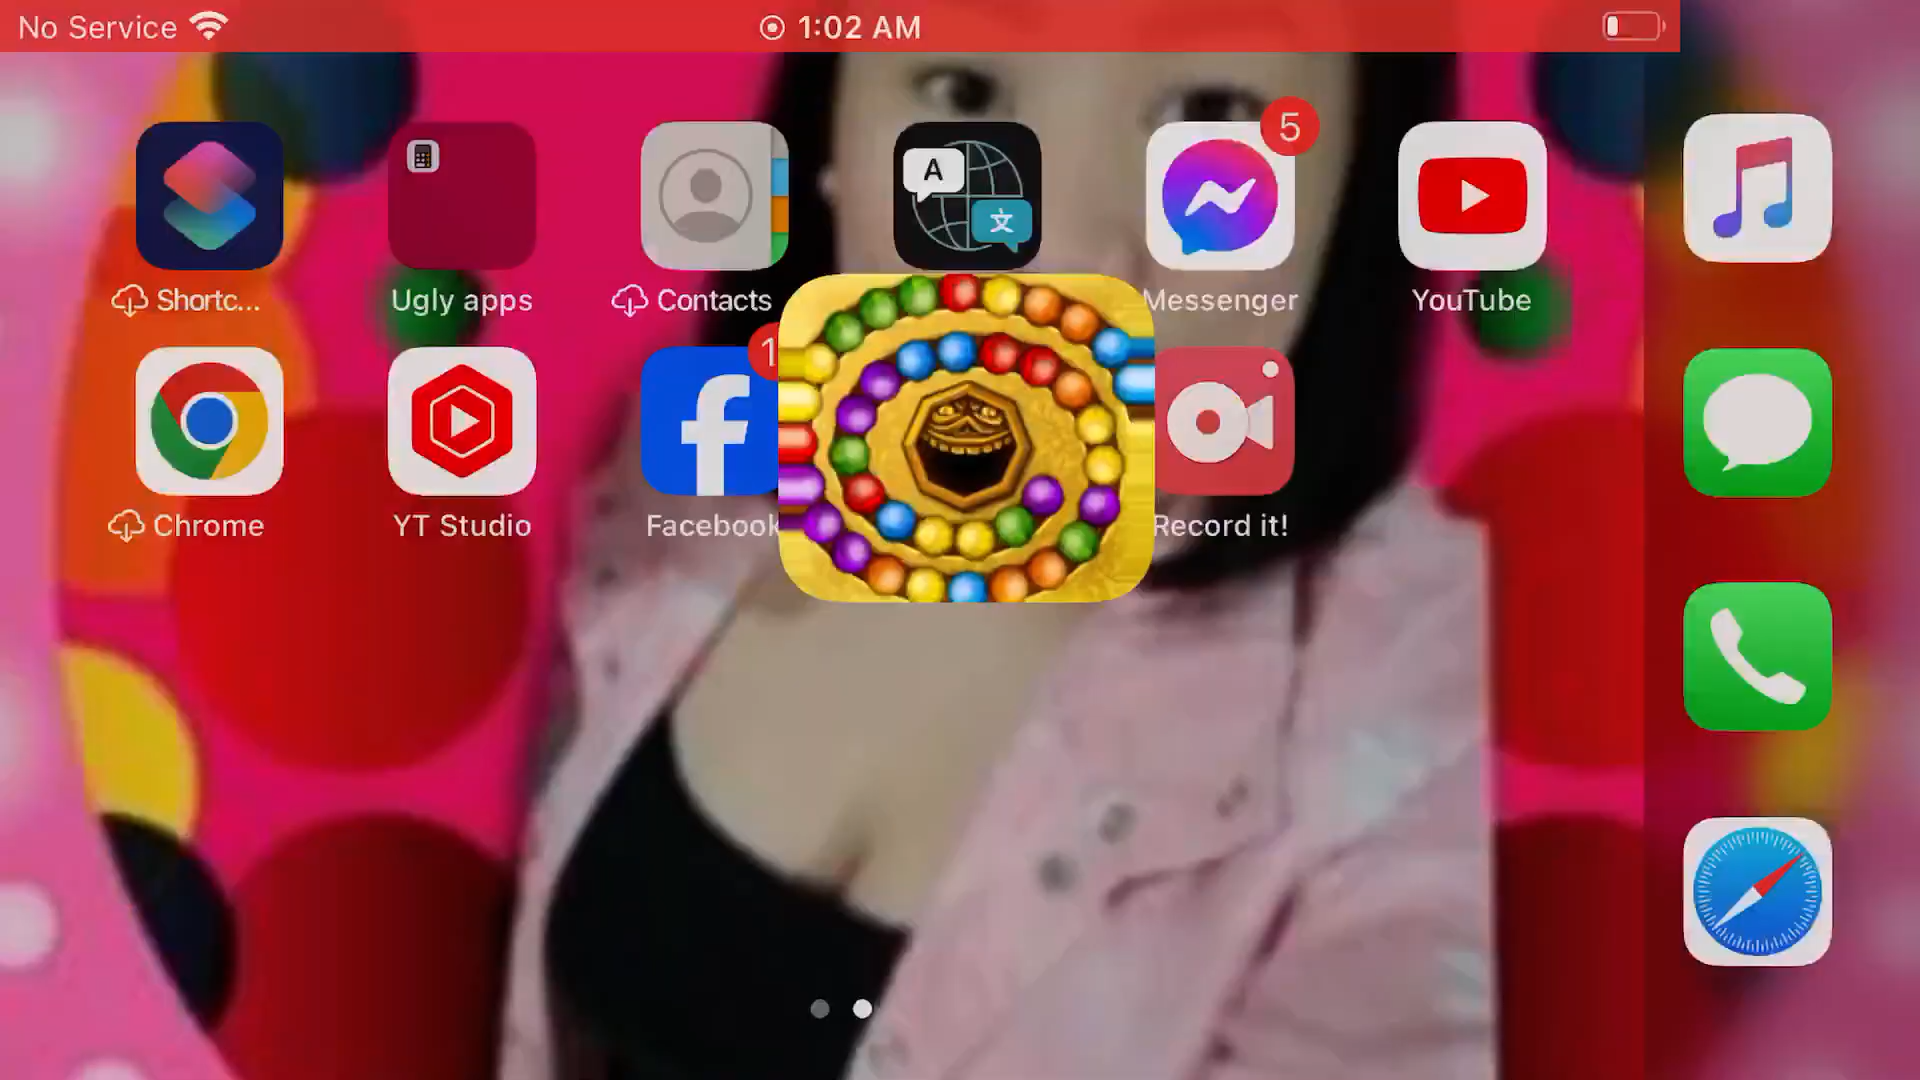 No Service
1:02 AM
5
A
文
Shortc...
Ugly apps
Contacts
Messenger
YouTube
1
Chrome
YT Studio
Facebook
Record it!